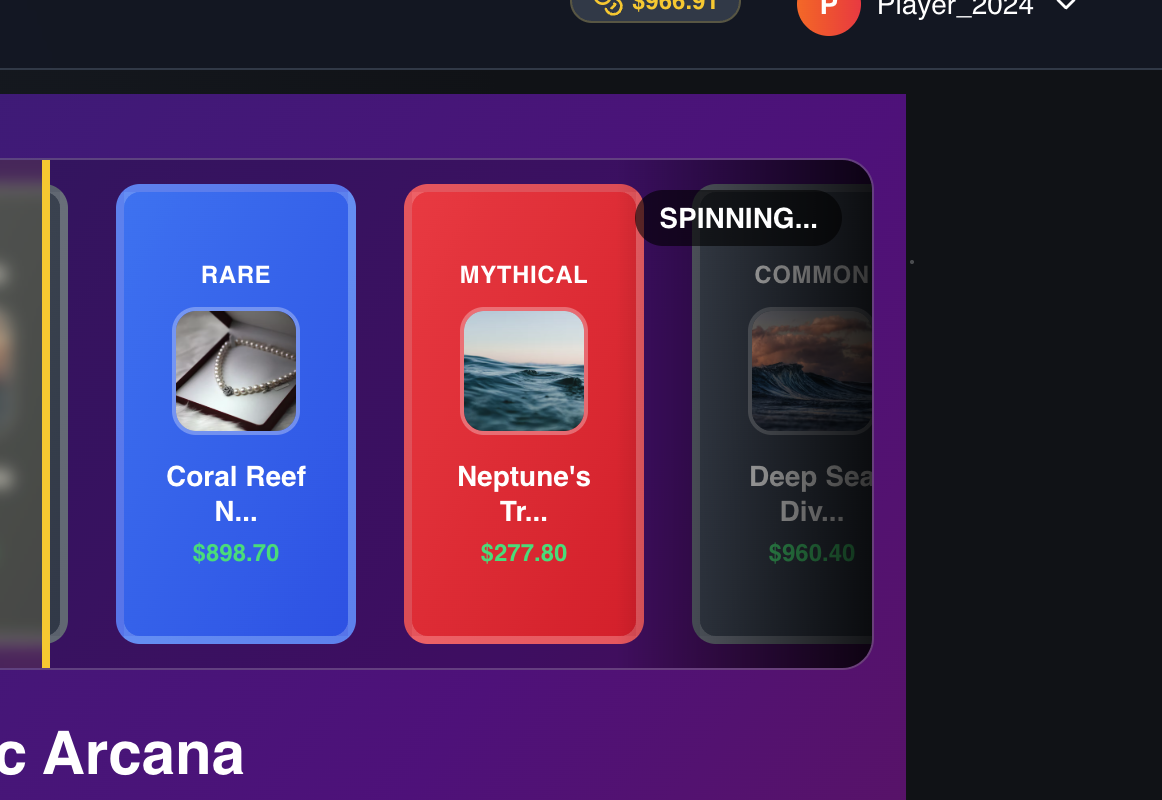 $966.91
P
Player_2024
SPINNING...
RARE
Coral Reef
N...
$898.70
MYTHICAL
Neptune's
Tr...
$277.80
COMMON
Deep Sea
Div...
$960.40
c Arcana